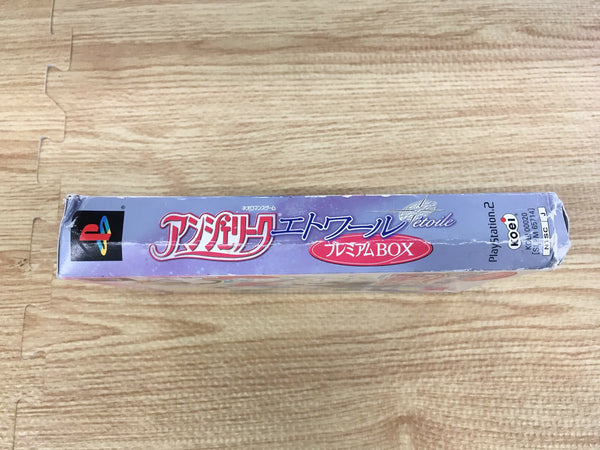 ネオロマンスゲーム
アンジェリーク エトワール
étoile
プレミアムBOX
PlayStation.2
KOEI
NTSC J